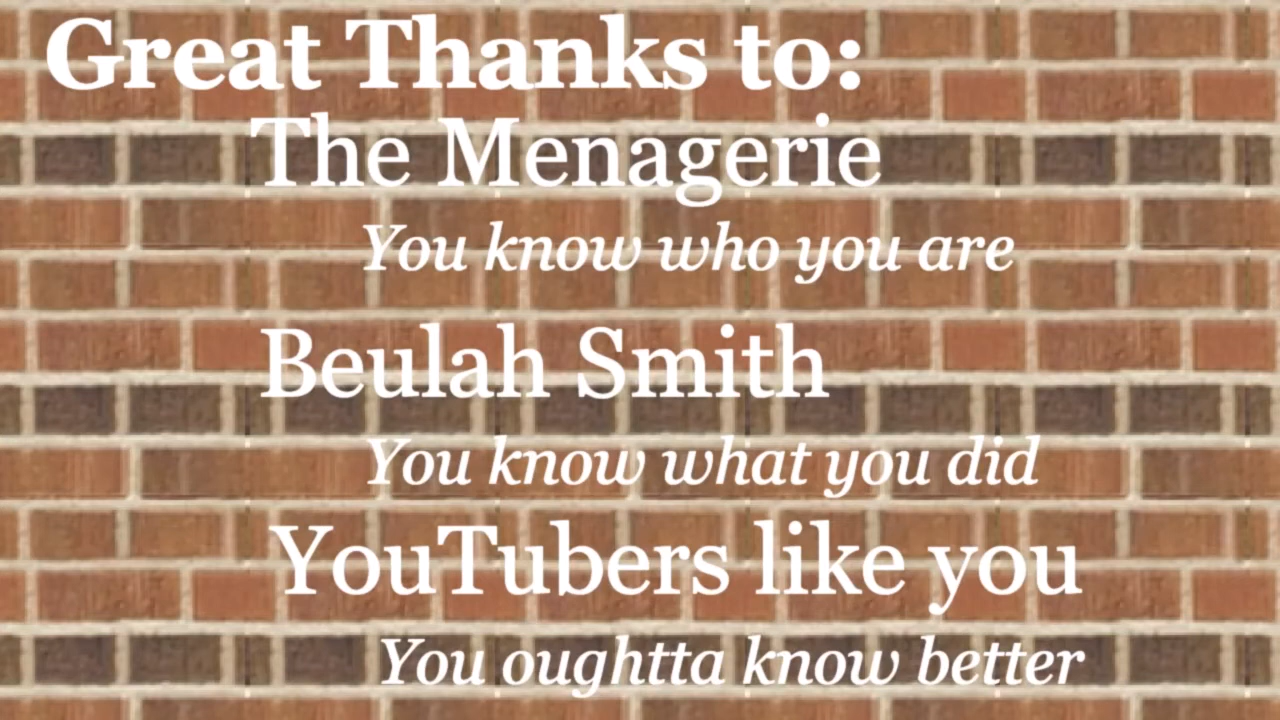 Great Thanks to:
The Menagerie
You know who you are
Beulah Smith
You know what you did
YouTubers like you
You oughtta know better